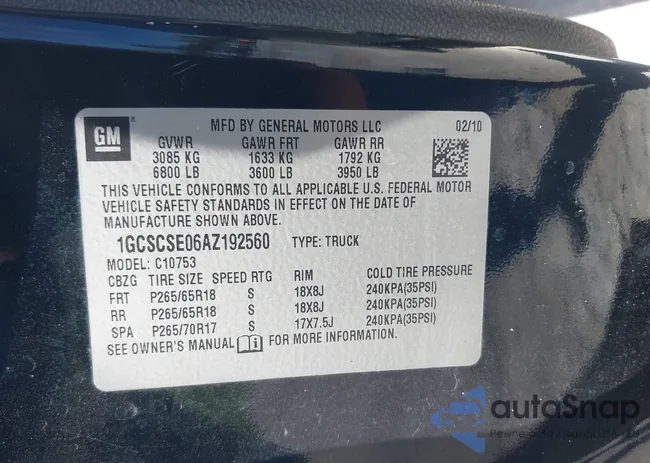 GM
MFD BY GENERAL MOTORS LLC 02/10
GVWR GAWR FRT GAWR RR
3085 KG 1633 KG 1792 KG
6800 LB 3600 LB 3950 LB
THIS VEHICLE CONFORMS TO ALL APPLICABLE U.S. FEDERAL MOTOR
VEHICLE SAFETY STANDARDS IN EFFECT ON THE DATE OF
MANUFACTURE SHOWN ABOVE.
1GCSCSE06AZ192560 TYPE: TRUCK
MODEL: C10753
CBZG TIRE SIZE SPEED RTG RIM COLD TIRE PRESSURE
FRT P265/65R18 S 18X8J 240KPA(35PSI)
RR P265/65R18 S 18X8J 240KPA(35PSI)
SPA P265/70R17 S 17X7.5J 240KPA(35PSI)
SEE OWNER'S MANUAL FOR MORE INFORMATION.
autoSnap